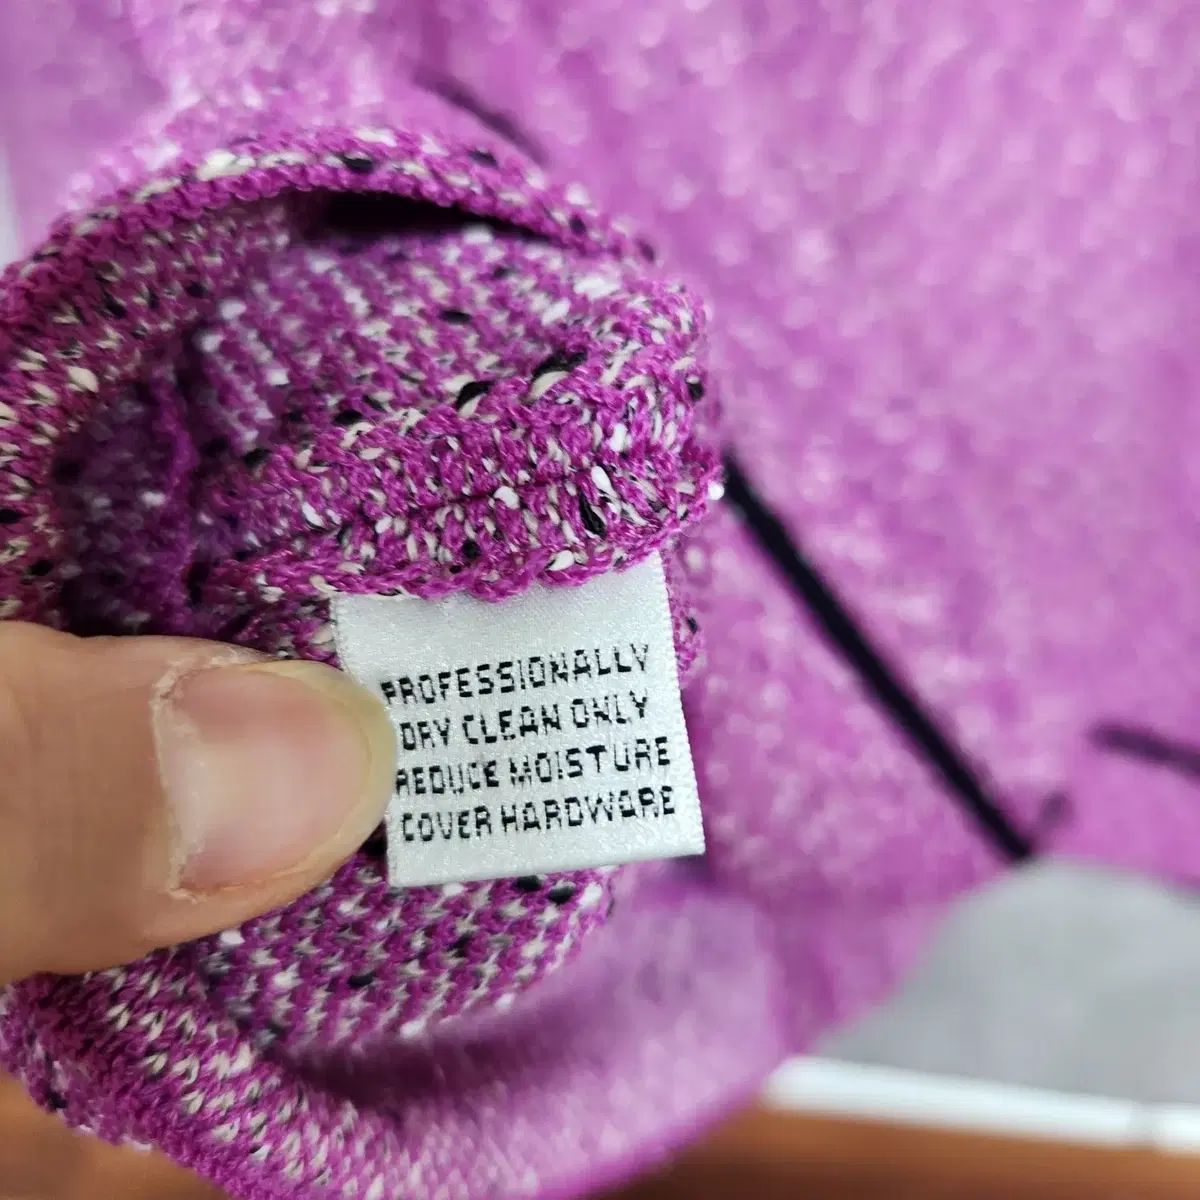 PROFESSIONALLY
DRY CLEAN ONLY
REDUCE MOISTURE
COVER HARDWARE